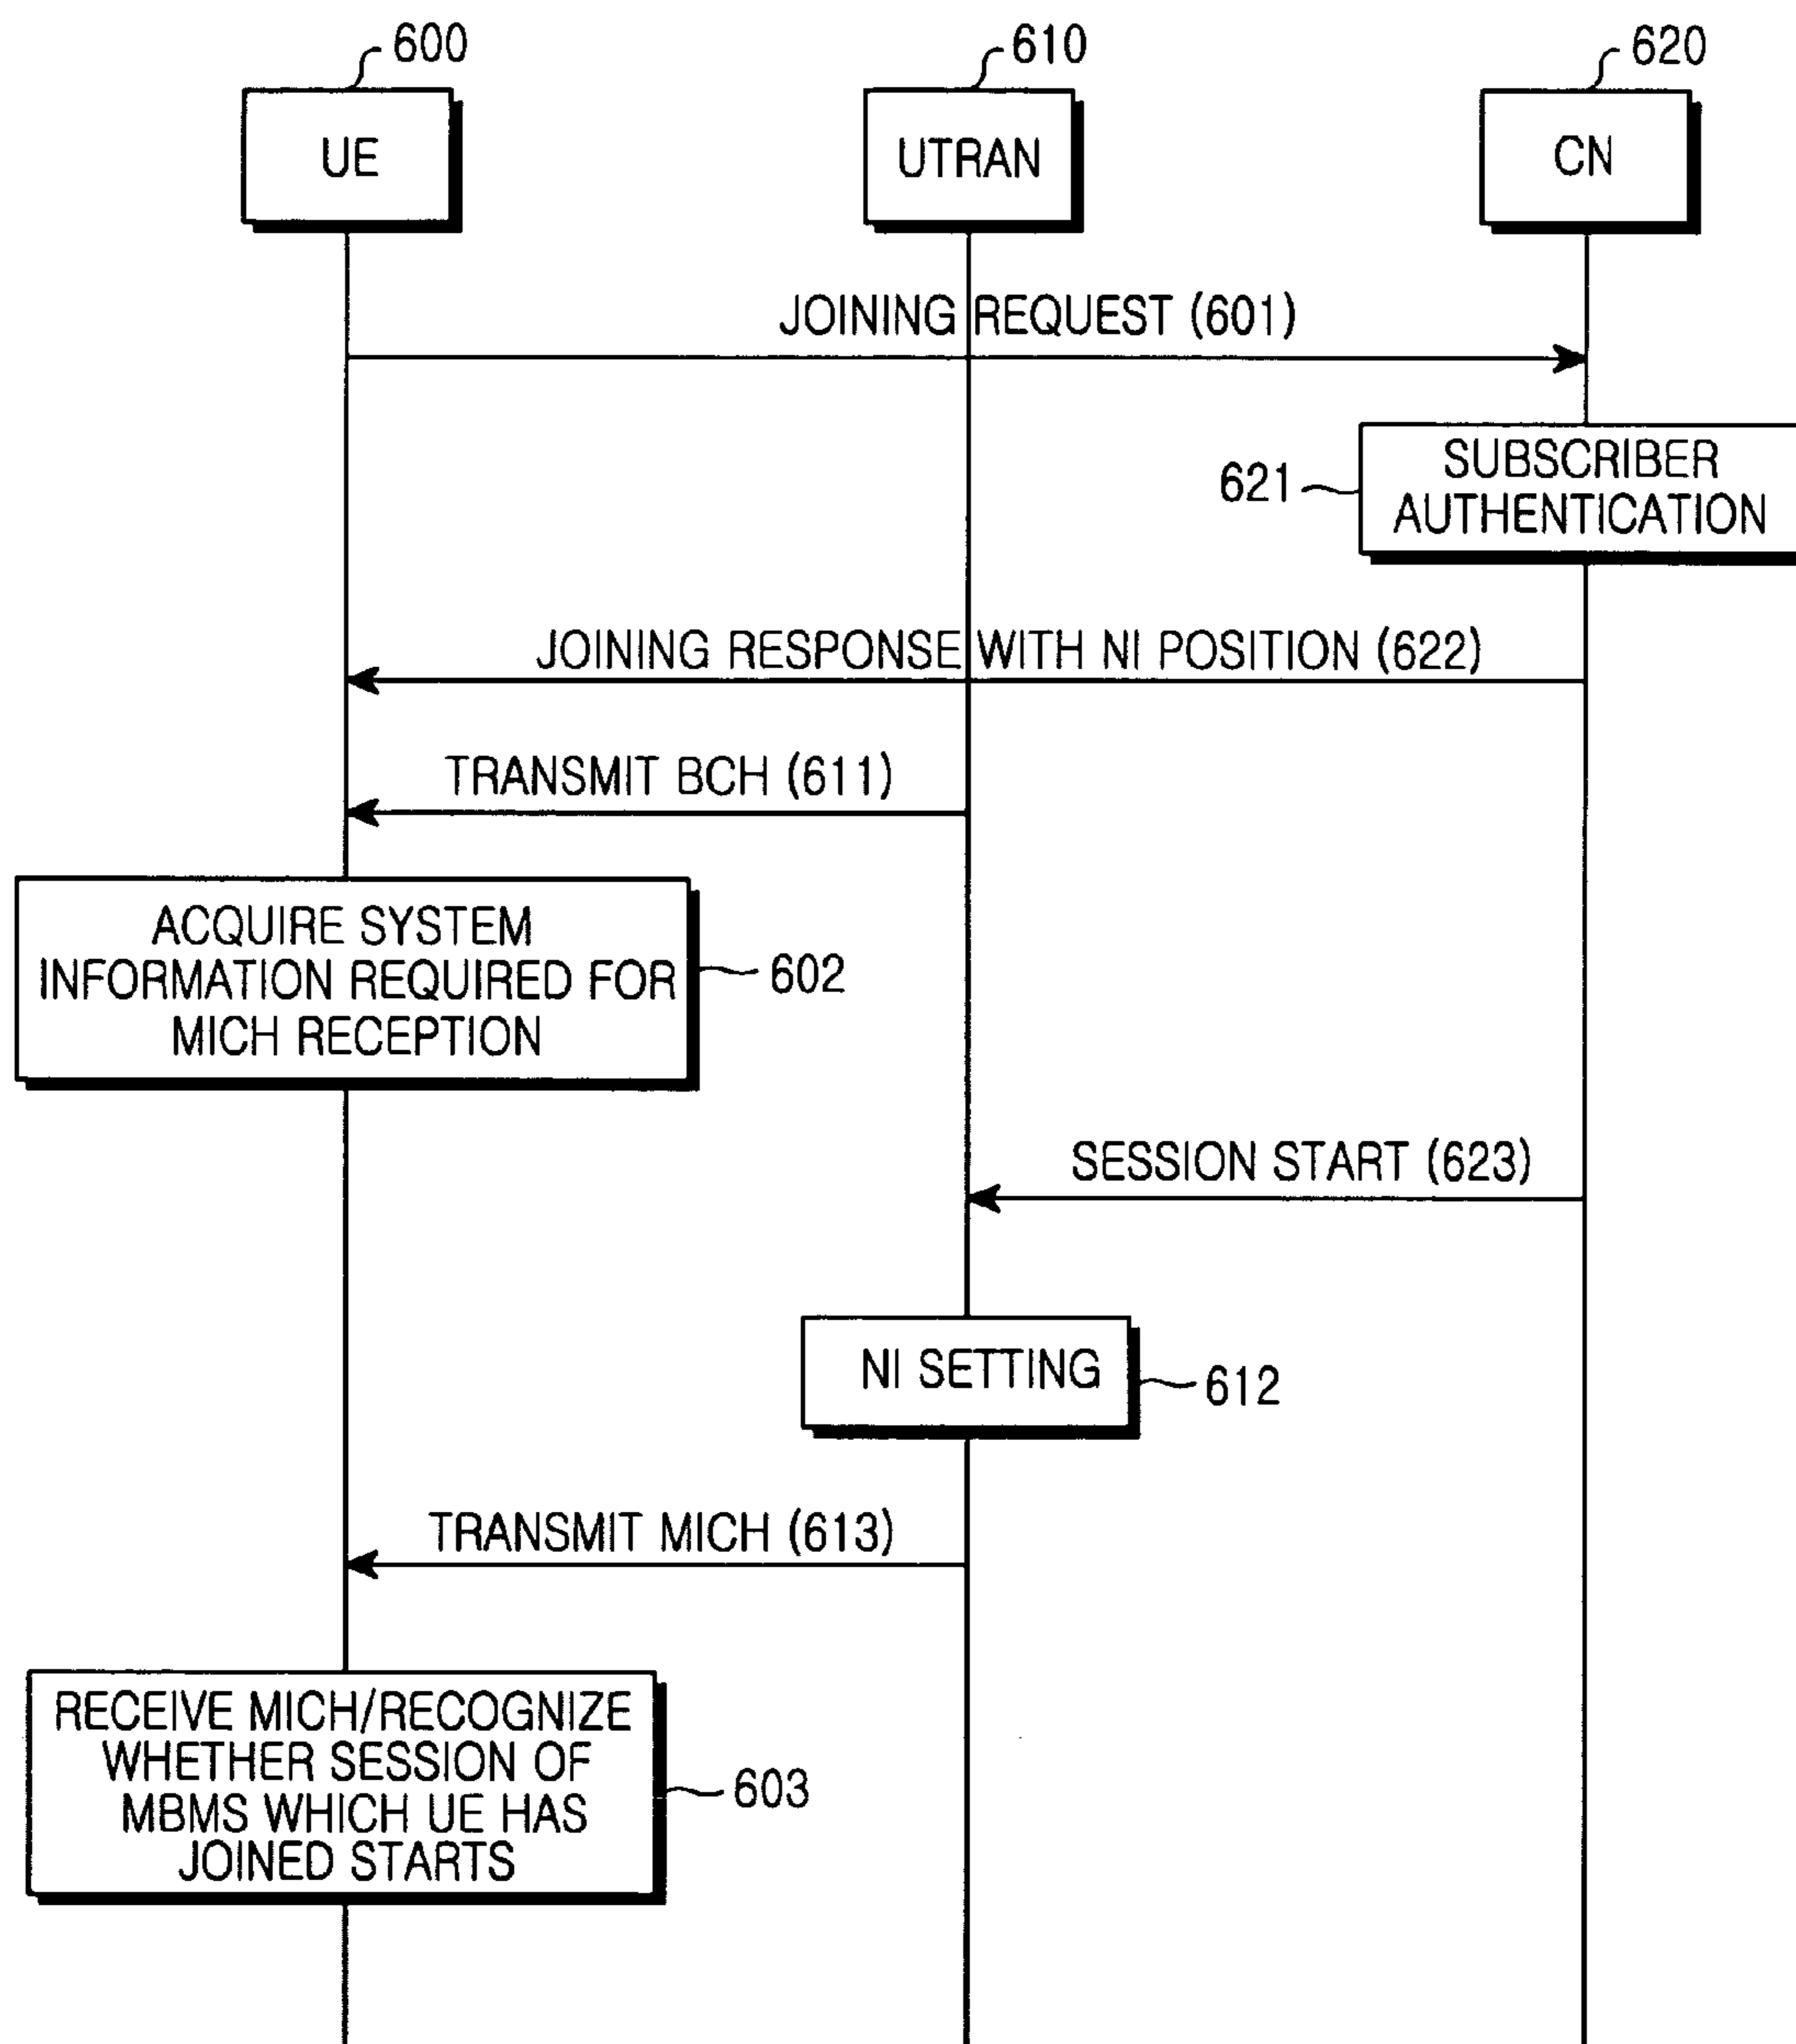 600
610
620
UE
UTRAN
CN
JOINING REQUEST (601)
621
SUBSCRIBER
AUTHENTICATION
JOINING RESPONSE WITH NI POSITION (622)
TRANSMIT BCH (611)
ACQUIRE SYSTEM
INFORMATION REQUIRED FOR
MICH RECEPTION
602
SESSION START (623)
NI SETTING
612
TRANSMIT MICH (613)
RECEIVE MICH/RECOGNIZE
WHETHER SESSION OF
MBMS WHICH UE HAS
JOINED STARTS
603